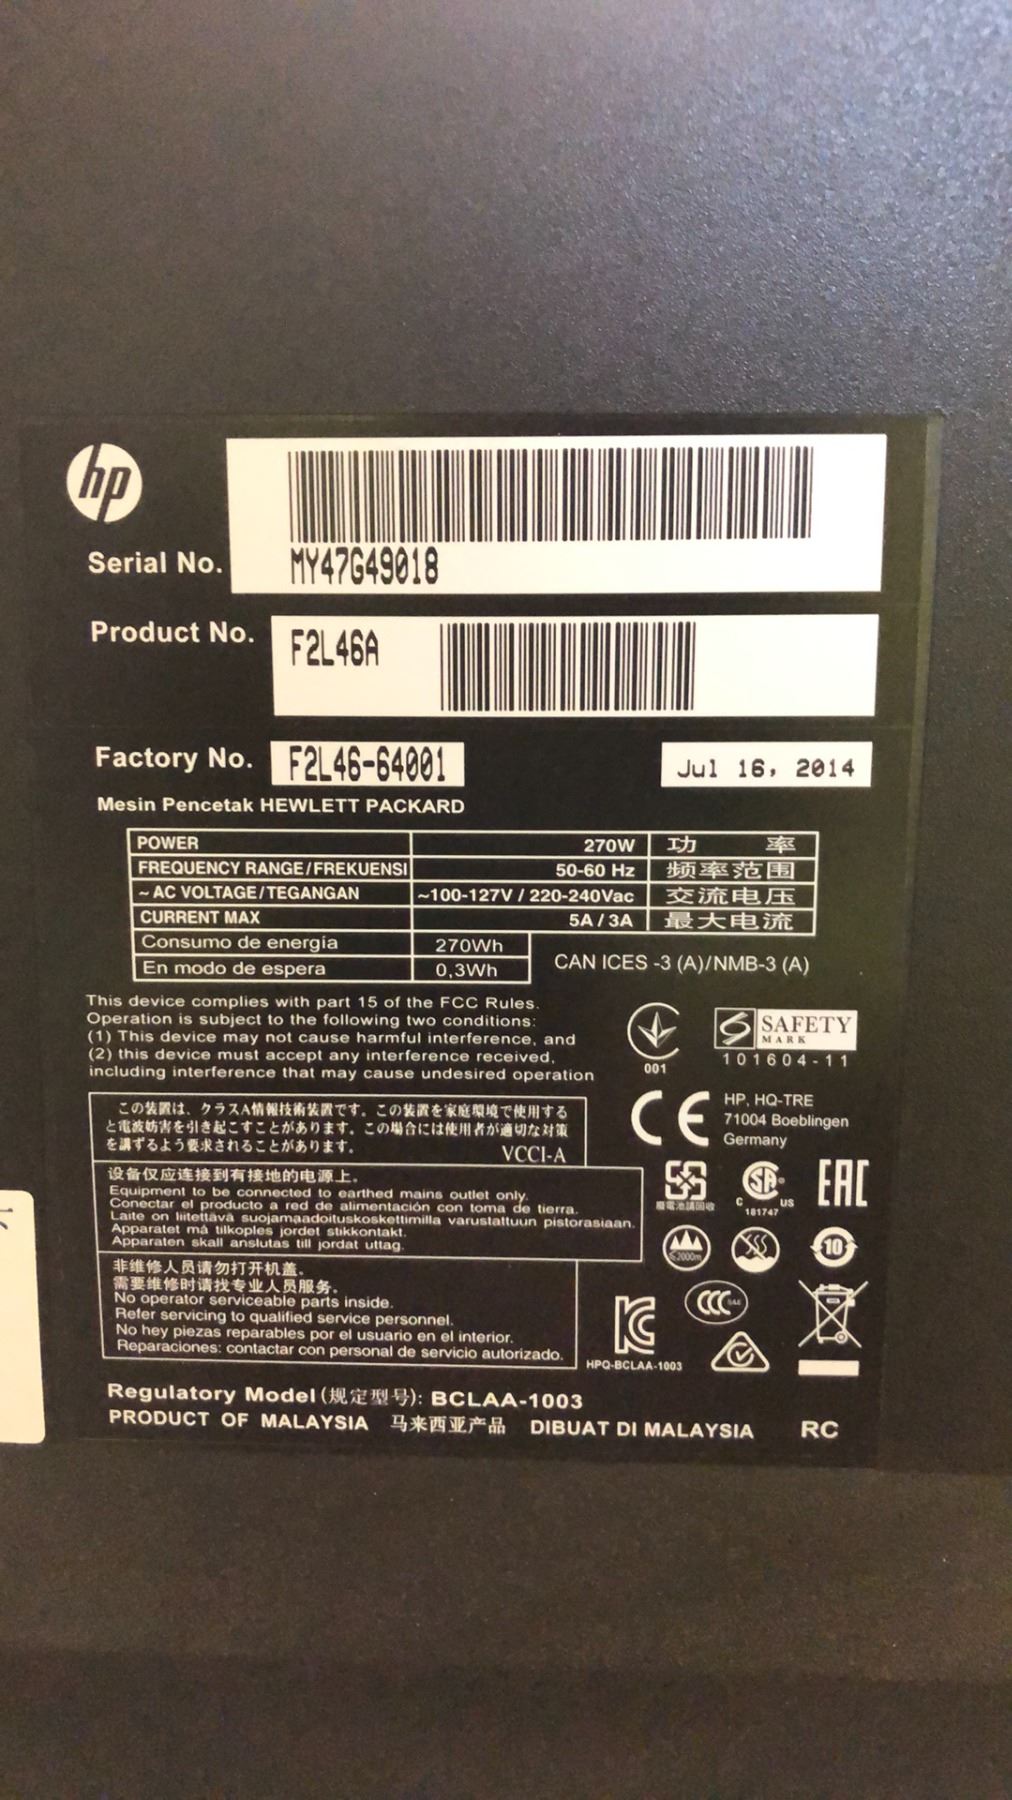 hp
Serial No. MY47G49018
Product No. F2L46A
Factory No. F2L46-64001 Jul 16, 2014
Mesin Pencetak HEWLETT PACKARD
POWER 270W 功 率
FREQUENCY RANGE/FREKUENSI 50-60 Hz 频率范围
~ AC VOLTAGE/TEGANGAN ~100-127V / 220-240Vac 交流电压
CURRENT MAX 5A / 3A 最大电流
Consumo de energía 270Wh
En modo de espera 0,3Wh
CAN ICES -3 (A)/NMB-3 (A)
This device complies with part 15 of the FCC Rules.
Operation is subject to the following two conditions:
(1) This device may not cause harmful interference, and
(2) this device must accept any interference received,
including interference that may cause undesired operation
001
SAFETY
MARK
101604-11
この装置は、クラスA情報技術装置です。この装置を家庭環境で使用する
と電波妨害を引き起こすことがあります。この場合には使用者が適切な対策
を講ずるよう要求されることがあります。
VCCI-A
CE
HP, HQ-TRE
71004 Boeblingen
Germany
设备仅应连接到有接地的电源上。
Equipment to be connected to earthed mains outlet only.
Conectar el producto a red de alimentación con toma de tierra.
Laite on liitettävä suojamaadoituskoskettimilla varustattuun pistorasiaan.
Apparatet må tilkoples jordet stikkontakt.
Apparaten skall anslutas till jordat uttag.
廢電池請回收
C SA US
181747
EAC
≤2000m
10
非维修人员请勿打开机盖。
需要维修时请找专业人员服务。
No operator serviceable parts inside.
Refer servicing to qualified service personnel.
No hey piezas reparables por el usuario en el interior.
Reparaciones: contactar con personal de servicio autorizado.
KC
HPQ-BCLAA-1003
CCC
Regulatory Model (规定型号): BCLAA-1003
PRODUCT OF MALAYSIA 马来西亚产品 DIBUAT DI MALAYSIA RC